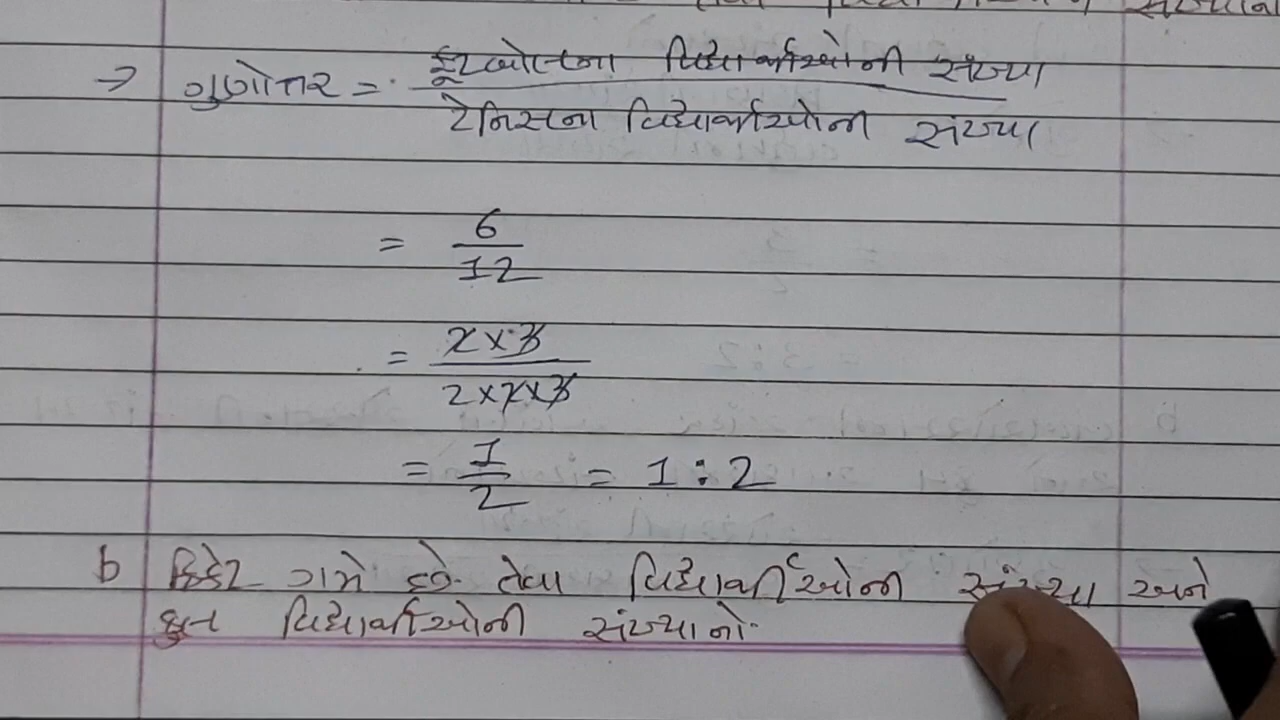 → ગુણોત્તર = ફૂટબોલના વિદ્યાર્થીઓની સંખ્યા
ટેનિસના વિદ્યાર્થીઓની સંખ્યા
= 6/12
= 2×3/2×2×3
= 1/2 = 1:2
b ક્રિકેટ ગમે છે. તેવા વિદ્યાર્થીઓની સંખ્યા અને
કુલ વિદ્યાર્થીઓની સંખ્યાનો.